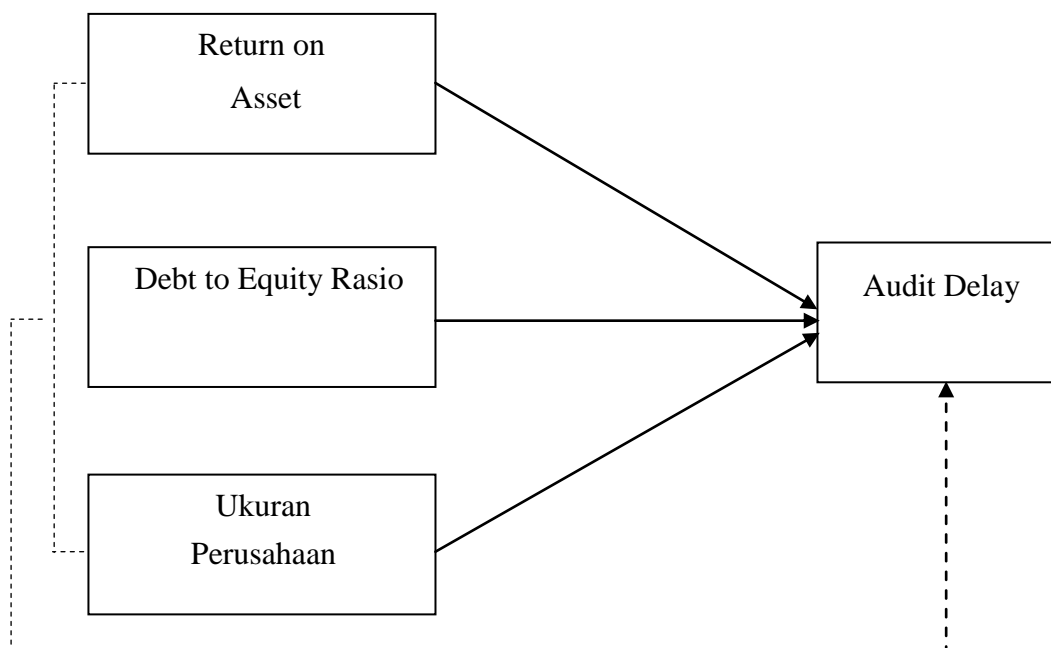 Return on
Asset
Debt to Equity Rasio
Audit Delay
Ukuran
Perusahaan